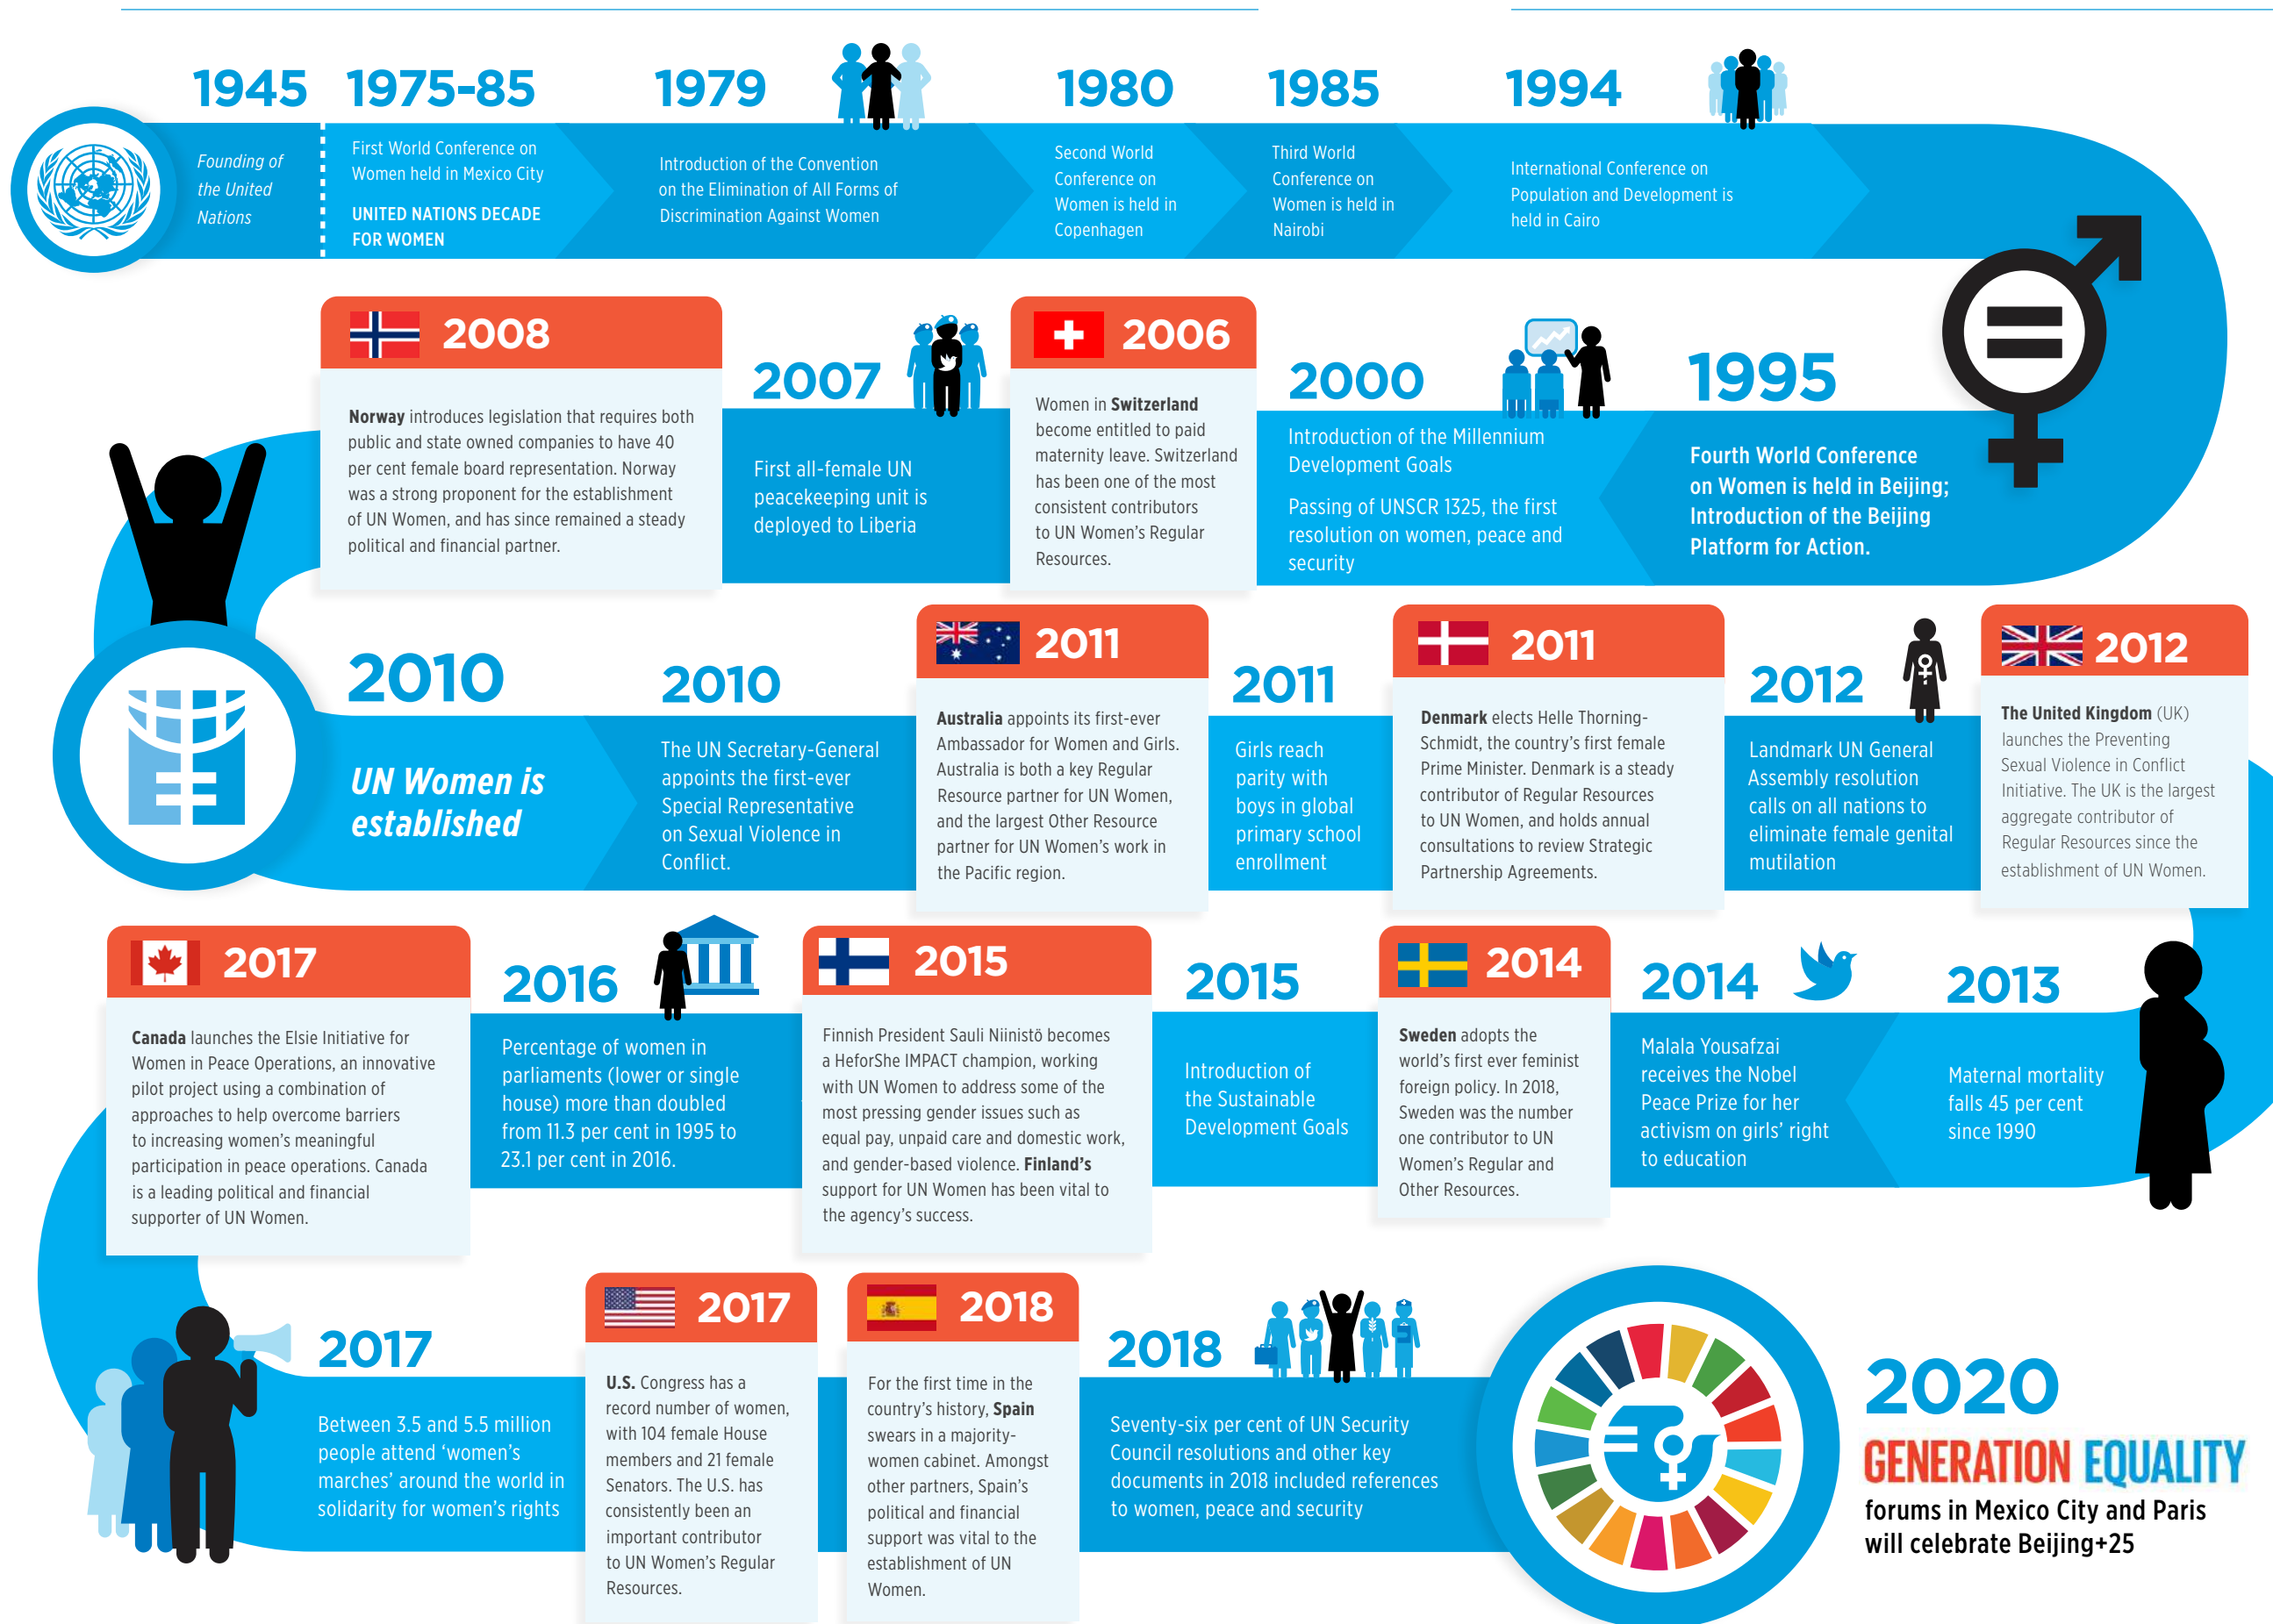 1945
Founding of
the United
Nations
1975-85
First World Conference on
Women held in Mexico City
UNITED NATIONS DECADE
FOR WOMEN
1979
Introduction of the Convention
on the Elimination of All Forms of
Discrimination Against Women
1980
Second World
Conference on
Women is held in
Copenhagen
1985
Third World
Conference on
Women is held in
Nairobi
1994
International Conference on
Population and Development is
held in Cairo
1995
Fourth World Conference
on Women is held in Beijing;
Introduction of the Beijing
Platform for Action.
2000
Introduction of the Millennium
Development Goals
Passing of UNSCR 1325, the first
resolution on women, peace and
security
2006
Women in Switzerland
become entitled to paid
maternity leave. Switzerland
has been one of the most
consistent contributors
to UN Women's Regular
Resources.
2007
First all-female UN
peacekeeping unit is
deployed to Liberia
2008
Norway introduces legislation that requires both
public and state owned companies to have 40
per cent female board representation. Norway
was a strong proponent for the establishment
of UN Women, and has since remained a steady
political and financial partner.
2010
UN Women is
established
2010
The UN Secretary-General
appoints the first-ever
Special Representative
on Sexual Violence in
Conflict.
2011
Australia appoints its first-ever
Ambassador for Women and Girls.
Australia is both a key Regular
Resource partner for UN Women,
and the largest Other Resource
partner for UN Women's work in
the Pacific region.
2011
Girls reach
parity with
boys in global
primary school
enrollment
2011
Denmark elects Helle Thorning-
Schmidt, the country's first female
Prime Minister. Denmark is a steady
contributor of Regular Resources
to UN Women, and holds annual
consultations to review Strategic
Partnership Agreements.
2012
Landmark UN General
Assembly resolution
calls on all nations to
eliminate female genital
mutilation
2012
The United Kingdom (UK)
launches the Preventing
Sexual Violence in Conflict
Initiative. The UK is the largest
aggregate contributor of
Regular Resources since the
establishment of UN Women.
2013
Maternal mortality
falls 45 per cent
since 1990
2014
Malala Yousafzai
receives the Nobel
Peace Prize for her
activism on girls' right
to education
2014
Sweden adopts the
world's first ever feminist
foreign policy. In 2018,
Sweden was the number
one contributor to UN
Women's Regular and
Other Resources.
2015
Introduction of
the Sustainable
Development Goals
2015
Finnish President Sauli Niinistö becomes
a HeforShe IMPACT champion, working
with UN Women to address some of the
most pressing gender issues such as
equal pay, unpaid care and domestic work,
and gender-based violence. Finland's
support for UN Women has been vital to
the agency's success.
2016
Percentage of women in
parliaments (lower or single
house) more than doubled
from 11.3 per cent in 1995 to
23.1 per cent in 2016.
2017
Canada launches the Elsie Initiative for
Women in Peace Operations, an innovative
pilot project using a combination of
approaches to help overcome barriers
to increasing women's meaningful
participation in peace operations. Canada
is a leading political and financial
supporter of UN Women.
2017
Between 3.5 and 5.5 million
people attend 'women's
marches' around the world in
solidarity for women's rights
2017
U.S. Congress has a
record number of women,
with 104 female House
members and 21 female
Senators. The U.S. has
consistently been an
important contributor
to UN Women's Regular
Resources.
2018
For the first time in the
country's history, Spain
swears in a majority-
women cabinet. Amongst
other partners, Spain's
political and financial
support was vital to the
establishment of UN
Women.
2018
Seventy-six per cent of UN Security
Council resolutions and other key
documents in 2018 included references
to women, peace and security
2020
GENERATION EQUALITY
forums in Mexico City and Paris
will celebrate Beijing+25